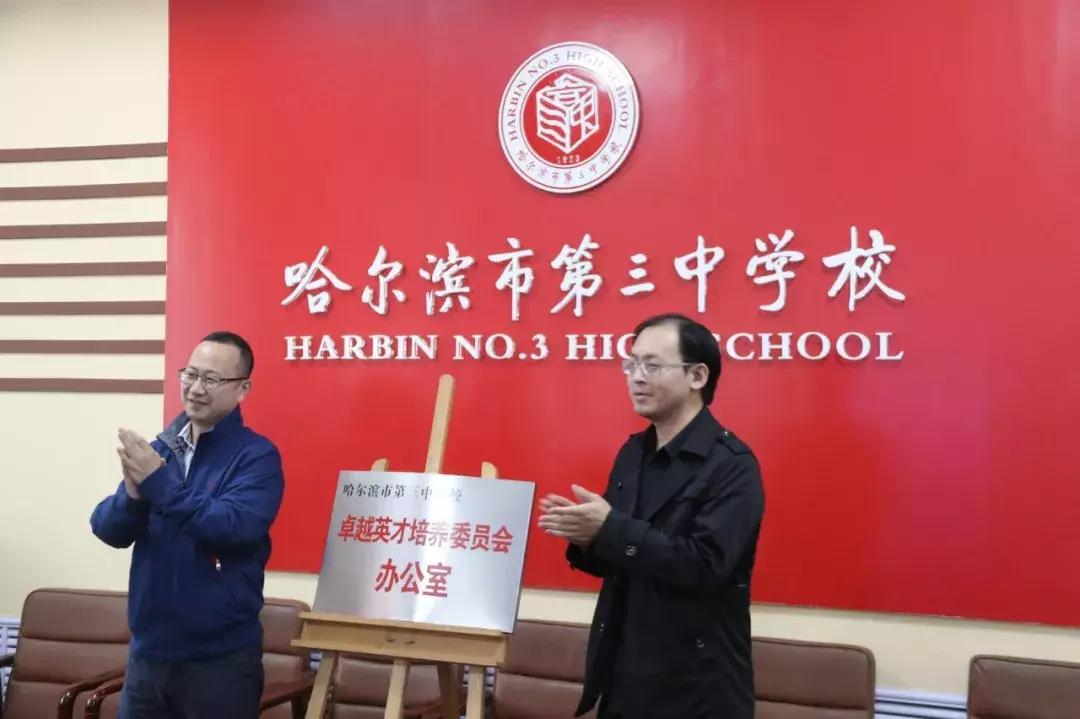 HARBIN NO.3 HIGH SCHOOL
1923
哈尔滨市第三中学校
哈尔滨市第三中学校
HARBIN NO.3 HIG SCHOOL
哈尔滨市第三中 校
卓越英才培养委员会
办公室